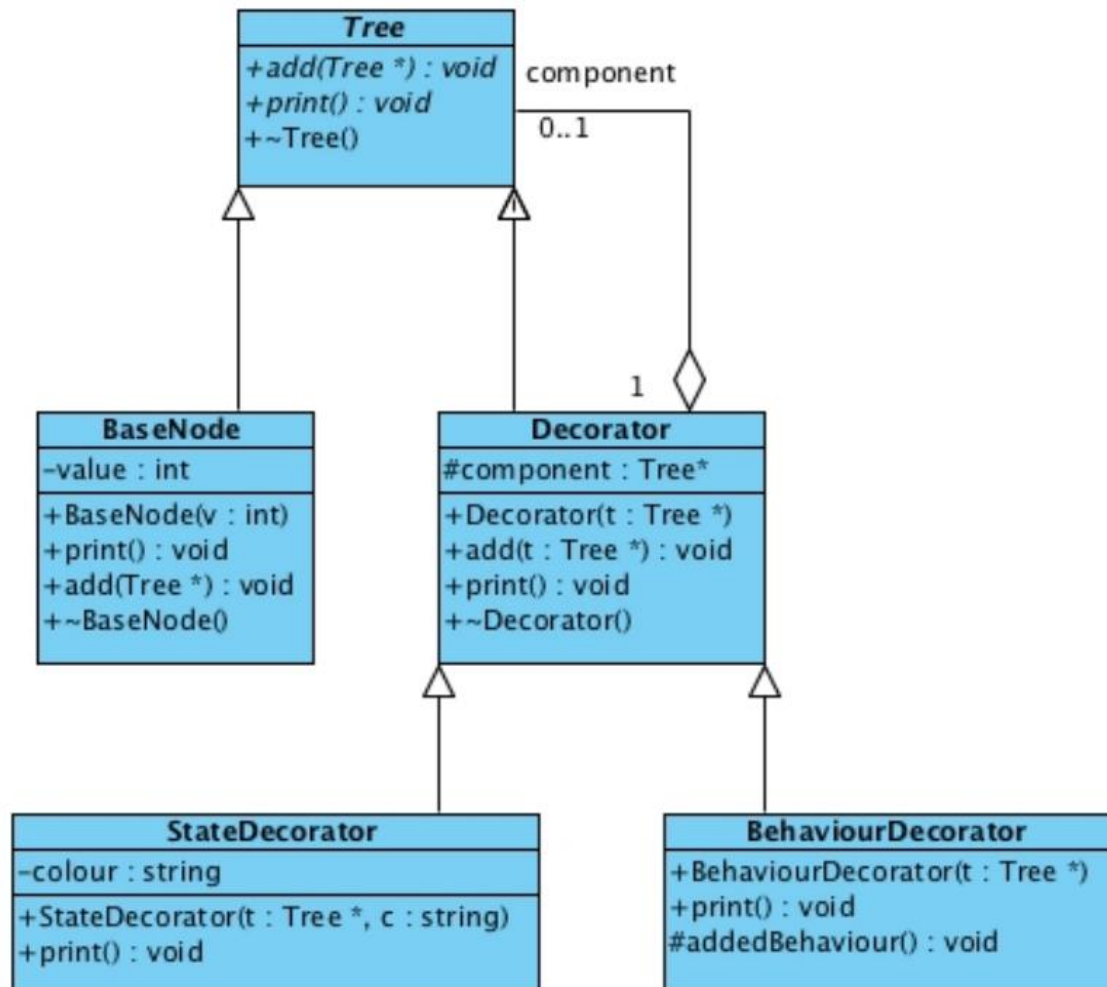 Tree
+add(Tree *) : void
+print() : void
+~Tree()
component
0..1
1
BaseNode
-value : int
+BaseNode(v : int)
+print() : void
+add(Tree *) : void
+~BaseNode()
Decorator
#component : Tree*
+Decorator(t : Tree *)
+add(t : Tree *) : void
+print() : void
+~Decorator()
StateDecorator
-colour : string
+StateDecorator(t : Tree *, c : string)
+print() : void
BehaviourDecorator
+BehaviourDecorator(t : Tree *)
+print() : void
#addedBehaviour() : void